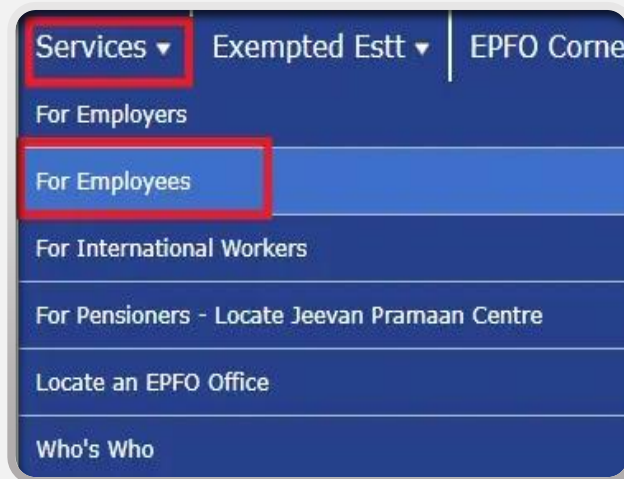 Services ▾ Exempted Estt ▾ EPFO Corne
For Employers
For Employees
For International Workers
For Pensioners - Locate Jeevan Pramaan Centre
Locate an EPFO Office
Who's Who